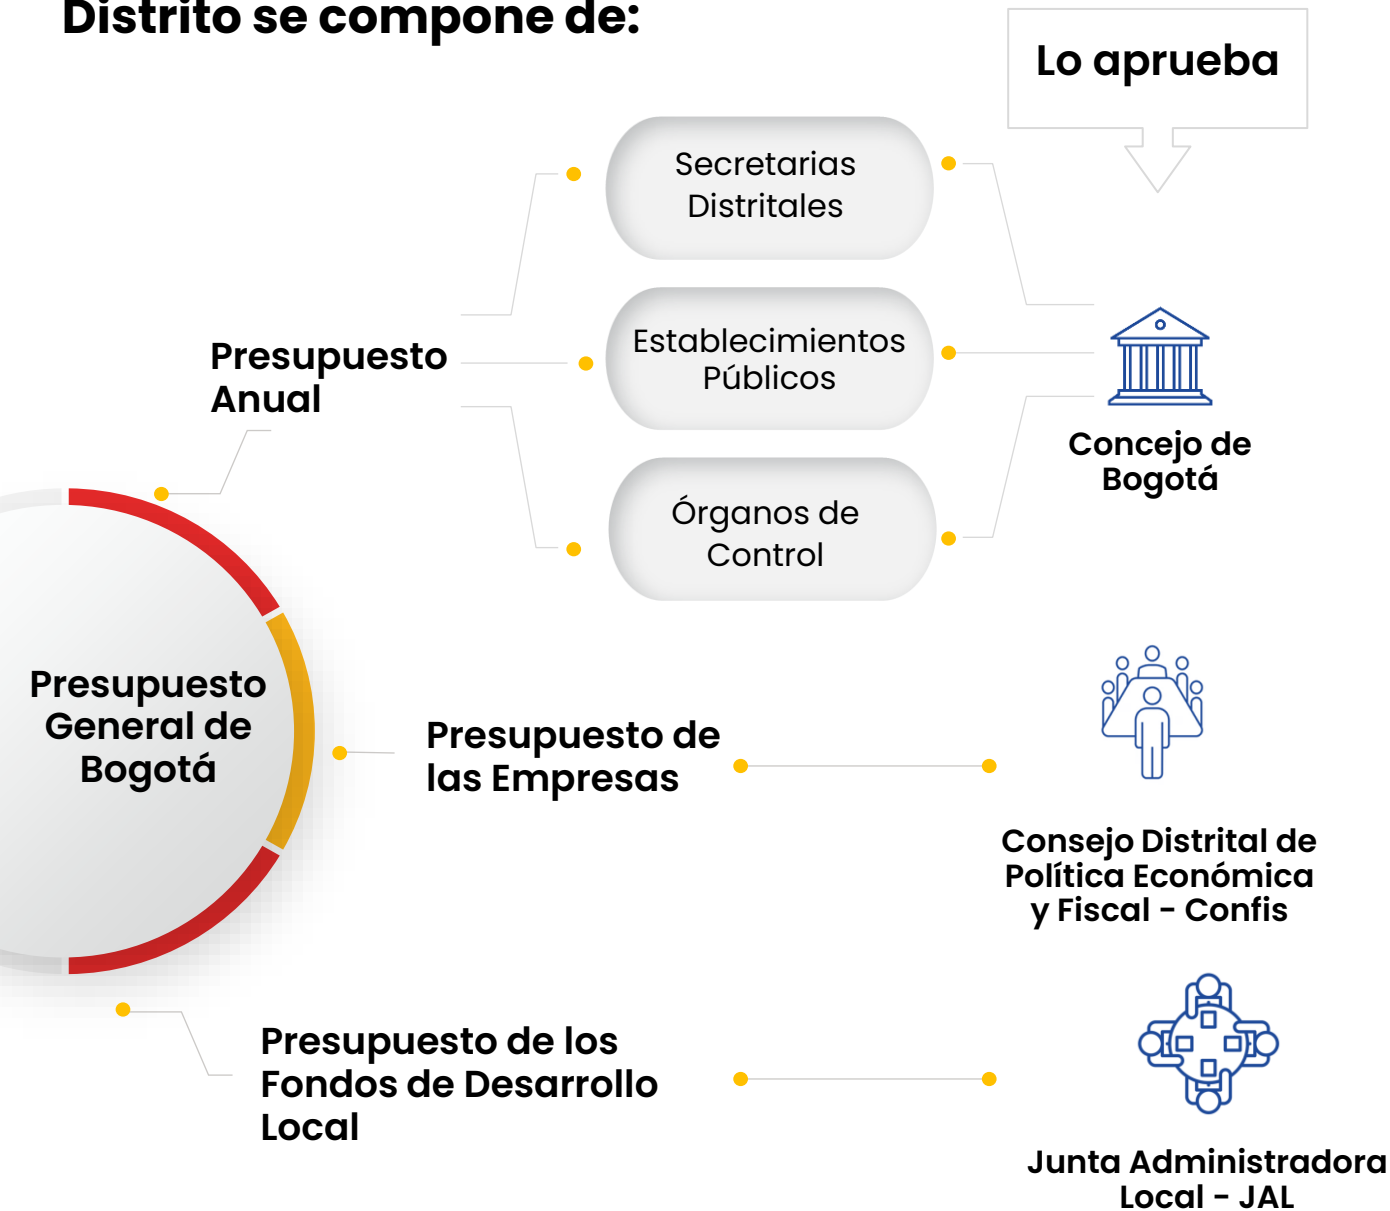 Distrito se compone de:
Lo aprueba
Secretarias
Distritales
Establecimientos
Públicos
Órganos de
Control
Presupuesto
Anual
Concejo de
Bogotá
Presupuesto
General de
Bogotá
Presupuesto de
las Empresas
Consejo Distrital de
Política Económica
y Fiscal - Confis
Presupuesto de los
Fondos de Desarrollo
Local
Junta Administradora
Local - JAL